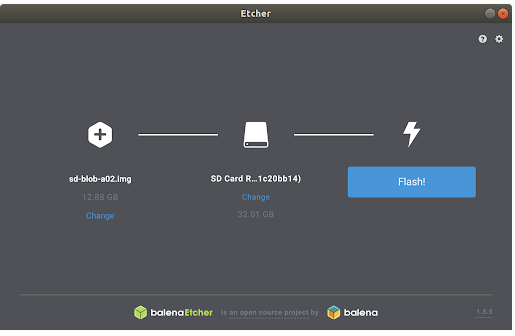 Etcher
sd-blob-a02.img
12.88 GB
Change
SD Card R...1c20bb14)
Change
32.01 GB
Flash!
balenaEtcher is an open source project by balena
1.5.5